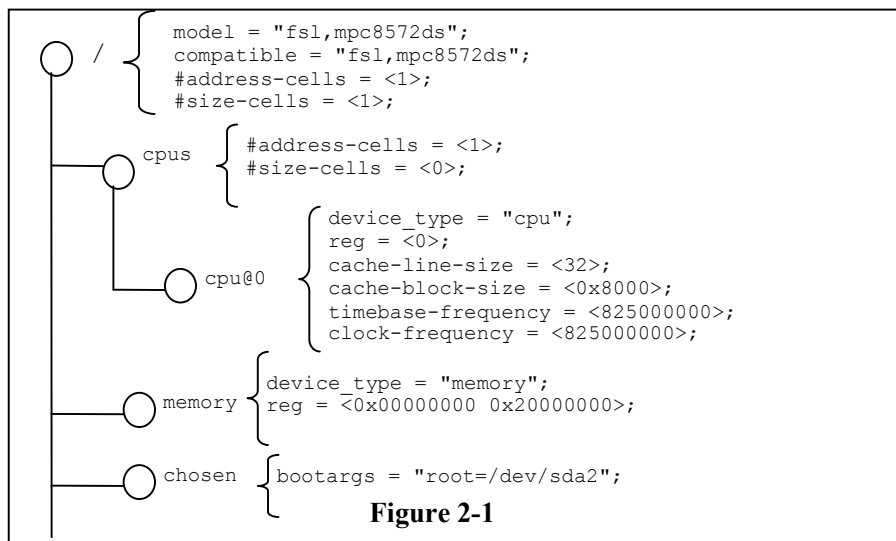 model = "fsl,mpc8572ds";
/ compatible = "fsl,mpc8572ds";
#address-cells = <1>;
#size-cells = <1>;
cpus #address-cells = <1>;
#size-cells = <0>;
device_type = "cpu";
reg = <0>;
cache-line-size = <32>;
cpu@0 cache-block-size = <0x8000>;
timebase-frequency = <825000000>;
clock-frequency = <825000000>;
device_type = "memory";
memory reg = <0x00000000 0x20000000>;
chosen bootargs = "root=/dev/sda2";
Figure 2-1